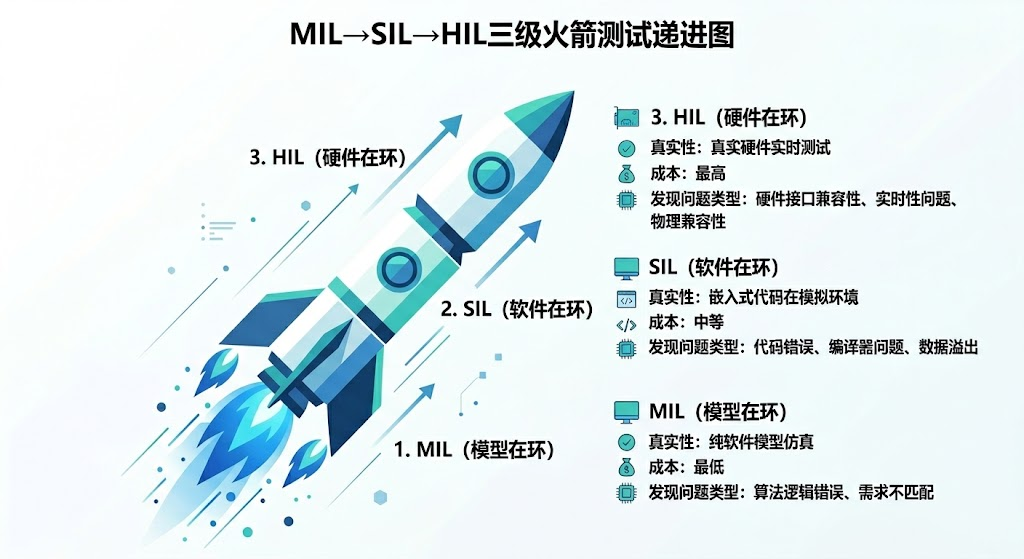 MIL→SIL→HIL三级火箭测试递进图
3. HIL（硬件在环）
2. SIL（软件在环）
1. MIL（模型在环）
3. HIL（硬件在环）
真实性：真实硬件实时测试
成本：最高
发现问题类型：硬件接口兼容性、实时性问题、
物理兼容性
SIL（软件在环）
真实性：嵌入式代码在模拟环境
成本：中等
发现问题类型：代码错误、编译器问题、数据溢出
MIL（模型在环）
真实性：纯软件模型仿真
成本：最低
发现问题类型：算法逻辑错误、需求不匹配